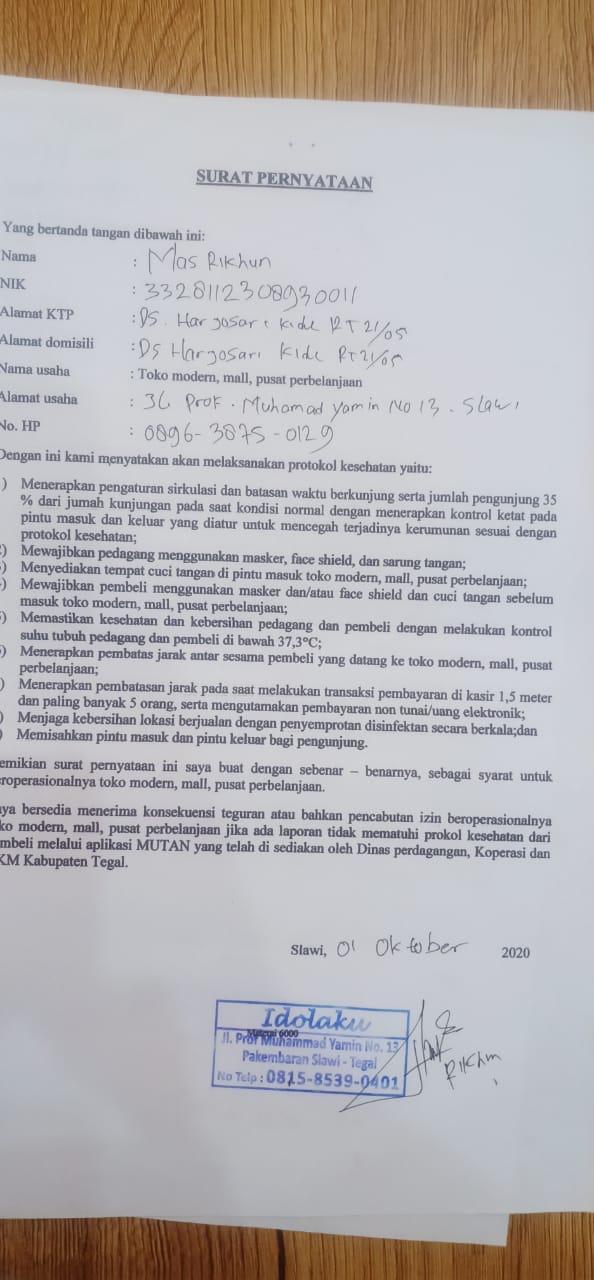 SURAT PERNYATAAN
Yang bertanda tangan dibawah ini:
Nama : Mas Rikhun
NIK : 3328112308930011
Alamat KTP : Ds. Hargosari Kidl RT 21/05
Alamat domisili : Ds Hargosari Kidl RT 21/05
Nama usaha : Toko modern, mall, pusat perbelanjaan
Alamat usaha : Jl Prof. Muhamad yamin No 13. Slawi
No. HP : 0896-3875-0129
Dengan ini kami menyatakan akan melaksanakan protokol kesehatan yaitu:
) Menerapkan pengaturan sirkulasi dan batasan waktu berkunjung serta jumlah pengunjung 35
% dari jumah kunjungan pada saat kondisi normal dengan menerapkan kontrol ketat pada
pintu masuk dan keluar yang diatur untuk mencegah terjadinya kerumunan sesuai dengan
protokol kesehatan;
) Mewajibkan pedagang menggunakan masker, face shield, dan sarung tangan;
) Menyediakan tempat cuci tangan di pintu masuk toko modern, mall, pusat perbelanjaan;
) Mewajibkan pembeli menggunakan masker dan/atau face shield dan cuci tangan sebelum
masuk toko modern, mall, pusat perbelanjaan;
) Memastikan kesehatan dan kebersihan pedagang dan pembeli dengan melakukan kontrol
suhu tubuh pedagang dan pembeli di bawah 37,3°C;
) Menerapkan pembatas jarak antar sesama pembeli yang datang ke toko modern, mall, pusat
perbelanjaan;
) Menerapkan pembatasan jarak pada saat melakukan transaksi pembayaran di kasir 1,5 meter
dan paling banyak 5 orang, serta mengutamakan pembayaran non tunai/uang elektronik;
) Menjaga kebersihan lokasi berjualan dengan penyemprotan disinfektan secara berkala;dan
) Memisahkan pintu masuk dan pintu keluar bagi pengunjung.
emikian surat pernyataan ini saya buat dengan sebenar – benarnya, sebagai syarat untuk
eroperasionalnya toko modern, mall, pusat perbelanjaan.
aya bersedia menerima konsekuensi teguran atau bahkan pencabutan izin beroperasionalnya
ko modern, mall, pusat perbelanjaan jika ada laporan tidak mematuhi prokol kesehatan dari
mbeli melalui aplikasi MUTAN yang telah di sediakan oleh Dinas perdagangan, Koperasi dan
KM Kabupaten Tegal.
Slawi, 01 Oktober 2020
Idolaku
Materai 6000
Jl. Prof Muhammad Yamin No. 13
Pakembaran Slawi - Tegal
No Telp : 0815-8539-0401
Rikhun